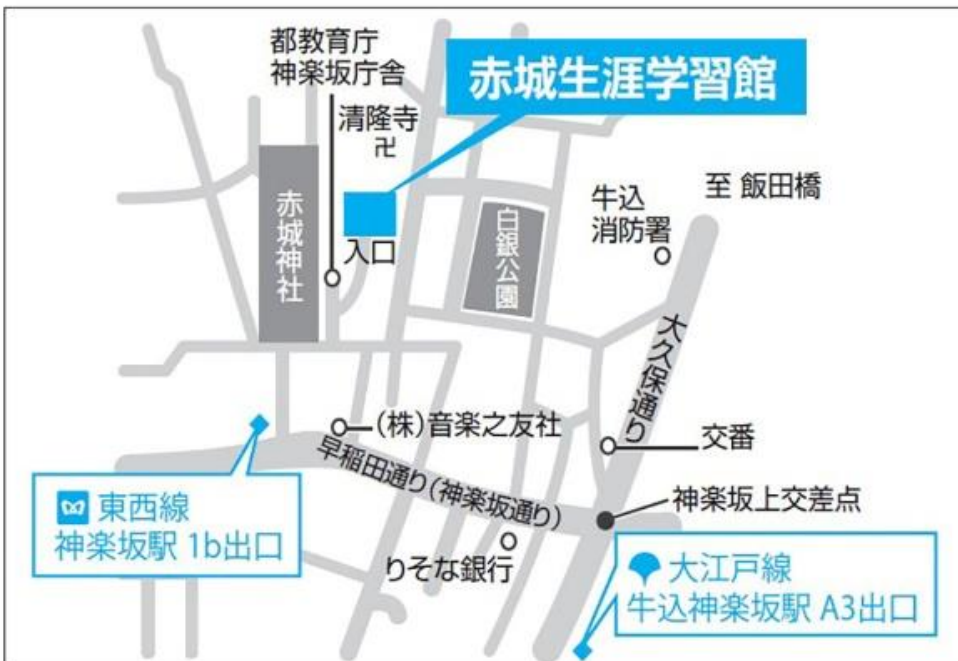 都教育庁
神楽坂庁舎
赤城生涯学習館
清隆寺
卍
至 飯田橋
牛込
消防署
赤城神社
入口
白銀公園
大久保通り
(株)音楽之友社
交番
早稲田通り(神楽坂通り)
東西線
神楽坂駅 1b出口
神楽坂上交差点
りそな銀行
大江戸線
牛込神楽坂駅 A3出口